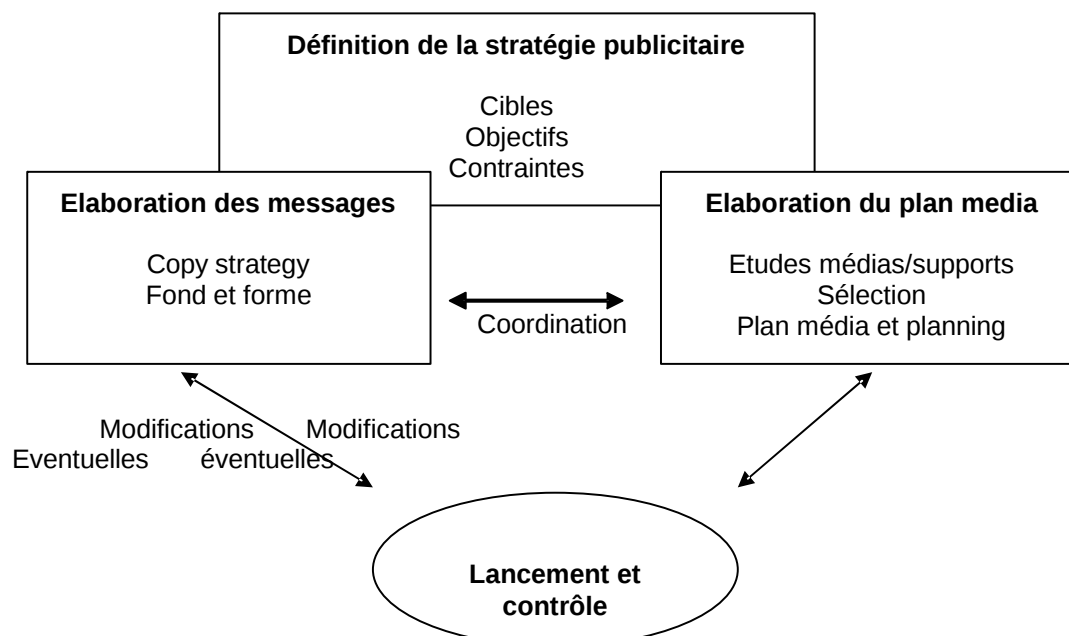 Définition de la stratégie publicitaire
Cibles
Objectifs
Contraintes
Elaboration des messages
Copy strategy
Fond et forme
Elaboration du plan media
Etudes médias/supports
Sélection
Plan média et planning
Coordination
Modifications Modifications
Eventuelles éventuelles
Lancement et
contrôle